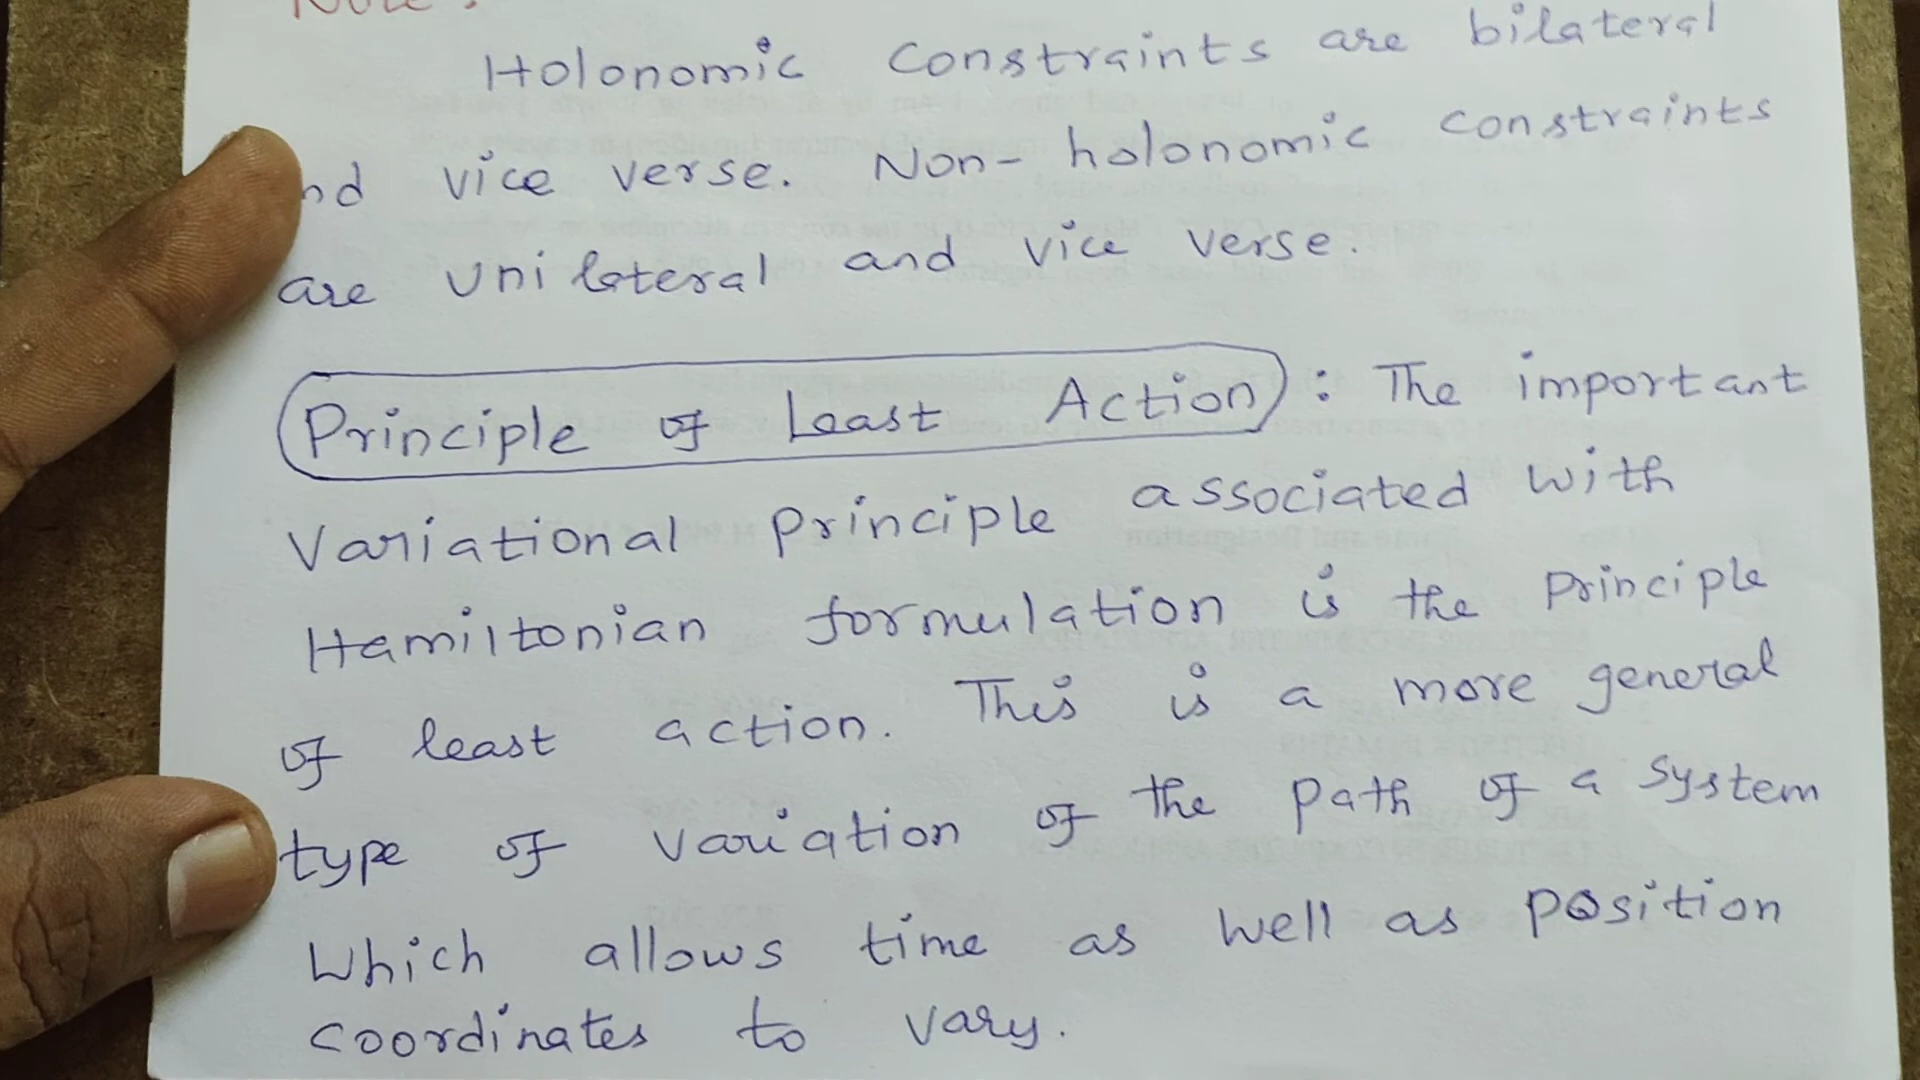 Note:
Holonomic constraints are bilateral
and vice verse. Non-holonomic constraints
are unilateral and vice verse.
Principle of Least Action: The important
variational principle associated with
Hamiltonian formulation is the principle
of least action. This is a more general
type of variation of the path of a system
which allows time as well as position
coordinates to vary.